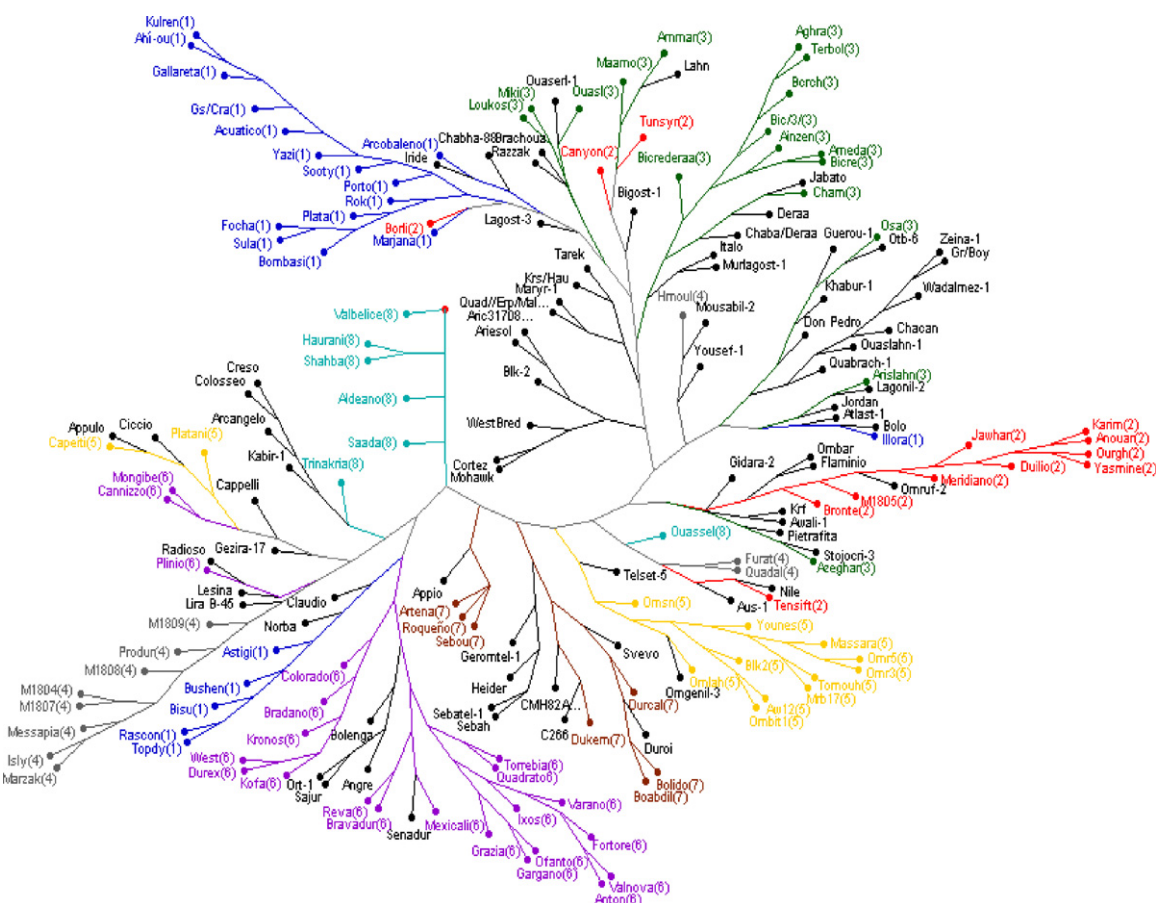 Kulren(1)
Ahí-ou(1)
Gallareta(1)
Gs/Cra(1)
Acuatico(1)
Yazi(1)
Sooty(1)
Porto(1)
Rok(1)
Plata(1)
Focha(1)
Sula(1)
Bombasi(1)
Arcobaleno(1)
Iride
Chabha-88
Brachoua
Razzak
Borli(2)
Marjana(1)
Lagost-3
Ouaserl-1
Miki(3)
Loukos(3)
Ouasl(3)
Maamo(3)
Ammar(3)
Lahn
Tunsyr(2)
Canyon(2)
Bigost-1
Bicrederaa(3)
Aghra(3)
Terbol(3)
Borch(3)
Bic/3/(3)
Ainzen(3)
Ameda(3)
Bicre(3)
Jabato
Cham(3)
Deraa
Chaba/Deraa
Italo
Murlagost-1
Hmoul(4)
Mousabil-2
Yousef-1
Tarek
Krs/Hau
Maryr-1
Quad//Erp/Mal...
Aric31708...
Ariesol
Blk-2
West Bred
Cortez
Mohawk
Guerou-1
Osa(3)
Otb-6
Zeina-1
Gr/Boy
Khabur-1
Wadalmez-1
Don Pedro
Chacan
Ouaslahn-1
Quabrach-1
Arislahn(3)
Lagonil-2
Jordan
Atlast-1
Bolo
Illora(1)
Valbelice(8)
Haurani(8)
Shahba(8)
Aldeano(8)
Saada(8)
Trinakria(8)
Creso
Colosseo
Arcangelo
Kabir-1
Appulo
Ciccio
Capeiti(5)
Platani(5)
Mongibe(6)
Cannizzo(6)
Cappelli
Gezira-17
Radioso
Plinio(6)
Lesina
Lira B-45
M1809(4)
Produr(4)
M1808(4)
M1804(4)
M1807(4)
Messapia(4)
Isly(4)
Marzak(4)
Claudio
Norba
Astigi(1)
Bushen(1)
Bisu(1)
Rascon(1)
Topdy(1)
Colorado(6)
Bradano(6)
Kronos(6)
West(6)
Durex(6)
Kofa(6)
Bolenga
Ort-1
Sajur
Angre
Reva(6)
Bravadur(6)
Senadur
Mexicali(6)
Torrebia(6)
Quadrato(6)
Ixos(6)
Grazia(6)
Ofanto(6)
Gargano(6)
Varano(6)
Fortore(6)
Valnova(6)
Anton(6)
Appio
Artena(7)
Roqueño(7)
Sebou(7)
Geromtel-1
Heider
Sebatel-1
Sebah
CMH82A...
C266
Dukem(7)
Svevo
Durcal(7)
Duroi
Bolido(7)
Boabdil(7)
Telset-5
Omsn(5)
Younes(5)
Massara(5)
Omr5(6)
Omr3(5)
Tomouh(5)
Mrb17(5)
Blk2(5)
Aw12(5)
Ombit1(5)
Omlah(5)
Omgenil-3
Ouassel(8)
Furat(4)
Quadal(4)
Nile
Tensift(2)
Aus-1
Gidara-2
Ombar
Flaminio
Omruf-2
Krf
Awali-1
Pietrafita
Stojocri-3
Azeghar(3)
Bronte(2)
M1805(2)
Meridiano(2)
Jawhar(2)
Duilio(2)
Karim(2)
Anouar(2)
Ourgh(2)
Yasmine(2)